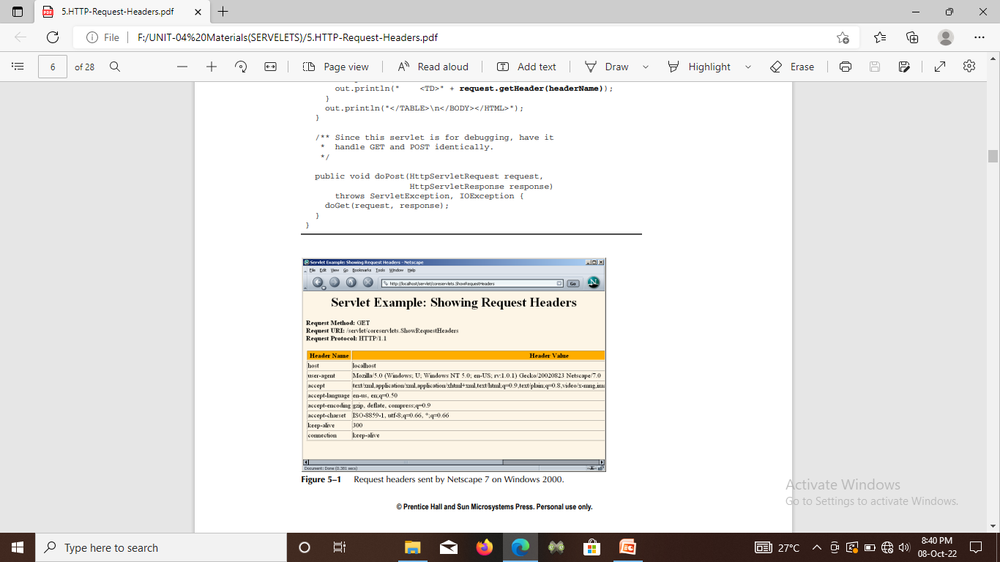 5.HTTP-Request-Headers.pdf
File F:/UNIT-04%20Materials(SERVELETS)/5.HTTP-Request-Headers.pdf
6 of 28 Page view Read aloud Add text Draw Highlight Erase
out.println("    <TD>" + request.getHeader(headerName));
}
out.println("</TABLE>\n</BODY></HTML>");
}
/** Since this servlet is for debugging, have it
* handle GET and POST identically.
*/
public void doPost(HttpServletRequest request,
HttpServletResponse response)
throws ServletException, IOException {
doGet(request, response);
}
}
Servlet Example: Showing Request Headers - Netscape
File Edit View Go Bookmarks Tools Window Help
http://localhost/servlet/coreservlets.ShowRequestHeaders Go N
Servlet Example: Showing Request Headers
Request Method: GET
Request URI: /servlet/coreservlets.ShowRequestHeaders
Request Protocol: HTTP/1.1
Header Name Header Value
host localhost
user-agent Mozilla/5.0 (Windows; U; Windows NT 5.0; en-US; rv:1.0.1) Gecko/20020823 Netscape/7.0
accept text/xml,application/xml,application/xhtml+xml,text/html;q=0.9,text/plain;q=0.8,video/x-mng,im
accept-language en-us, en;q=0.50
accept-encoding gzip, deflate, compress;q=0.9
accept-charset ISO-8859-1, utf-8;q=0.66, *;q=0.66
keep-alive 300
connection keep-alive
Document: Done (0.381 secs)
Figure 5–1 Request headers sent by Netscape 7 on Windows 2000.
© Prentice Hall and Sun Microsystems Press. Personal use only.
Activate Windows
Go to Settings to activate Windows.
Type here to search 27°C 8:40 PM
08-Oct-22